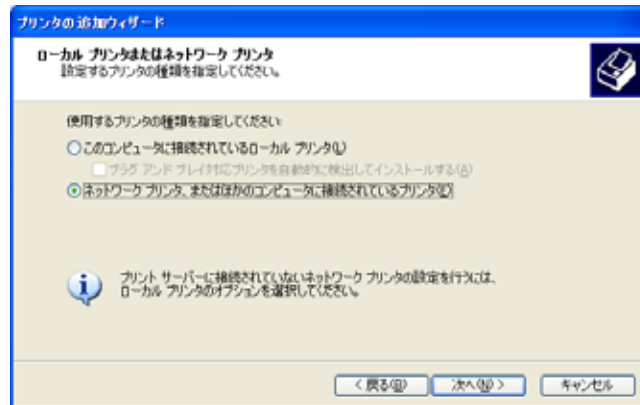 プリンタの追加ウィザード
ローカル プリンタまたはネットワーク プリンタ
設定するプリンタの種類を指定してください。
使用するプリンタの種類を指定してください:
このコンピュータに接続されているローカル プリンタ(L)
プラグ アンド プレイ対応プリンタを自動的に検出してインストールする(A)
ネットワーク プリンタ、またはほかのコンピュータに接続されているプリンタ(E)
プリント サーバーに接続されていないネットワーク プリンタの設定を行うには、
ローカル プリンタのオプションを選択してください。
< 戻る(B)
次へ(N) >
キャンセル